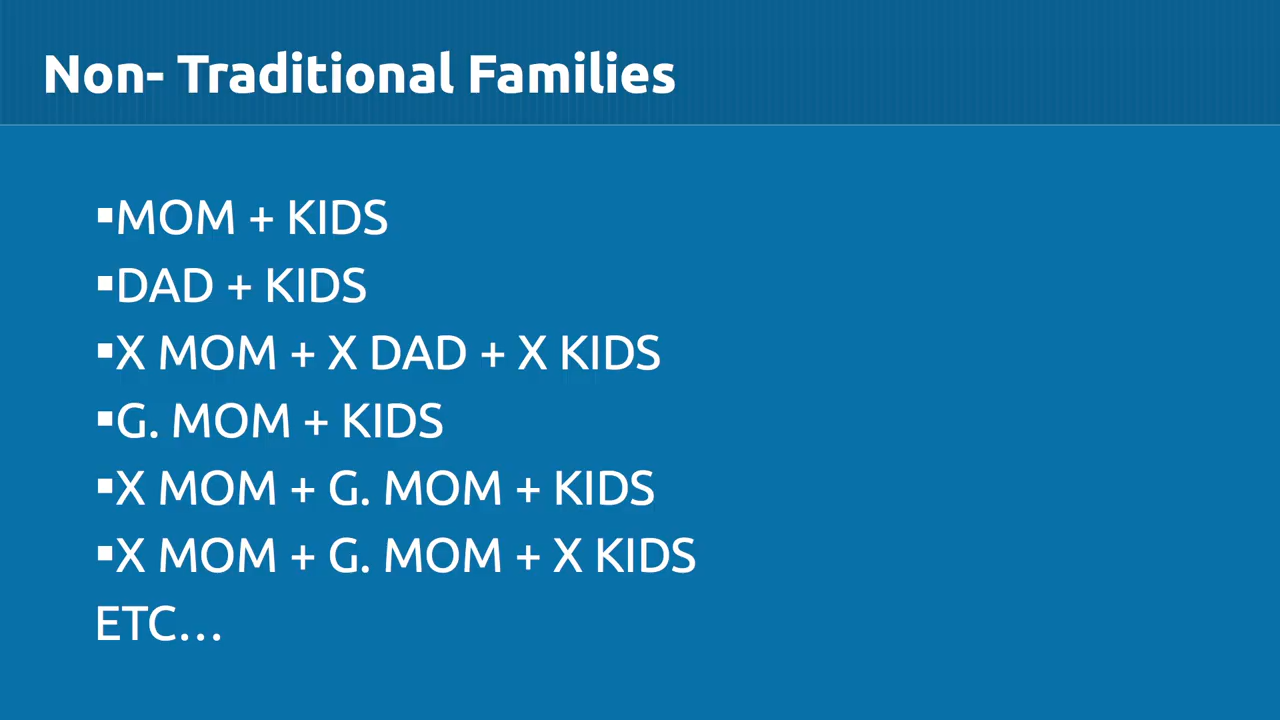 Non- Traditional Families
▪MOM + KIDS
▪DAD + KIDS
▪X MOM + X DAD + X KIDS
▪G. MOM + KIDS
▪X MOM + G. MOM + KIDS
▪X MOM + G. MOM + X KIDS
ETC…